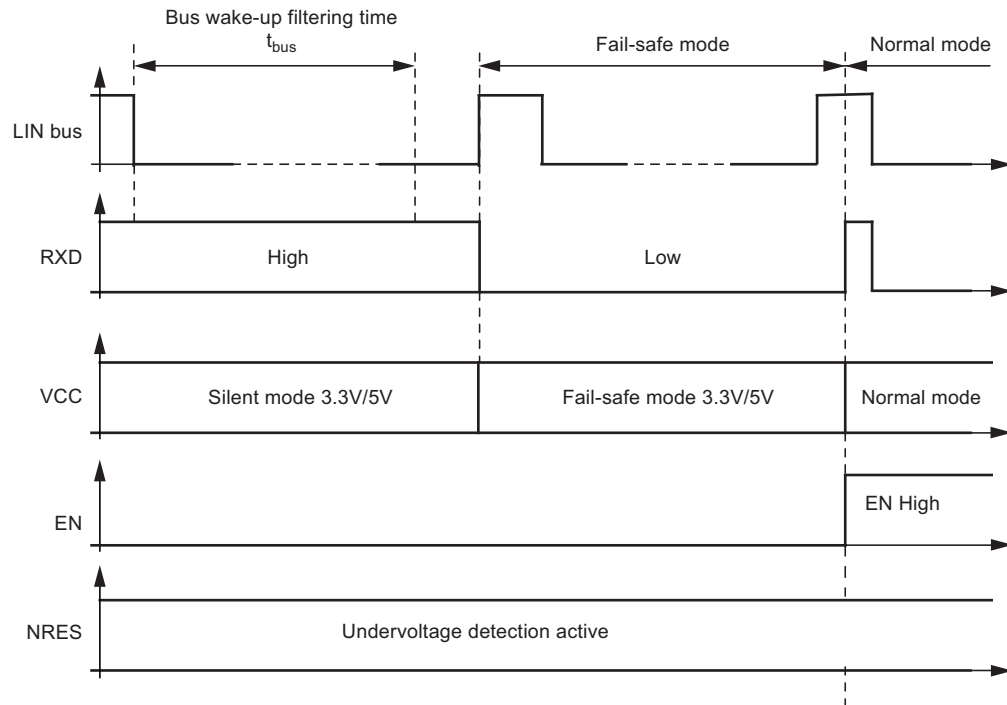 Bus wake-up filtering time
tbus
Fail-safe mode
Normal mode
LIN bus
RXD
High
Low
VCC
Silent mode 3.3V/5V
Fail-safe mode 3.3V/5V
Normal mode
EN
EN High
NRES
Undervoltage detection active